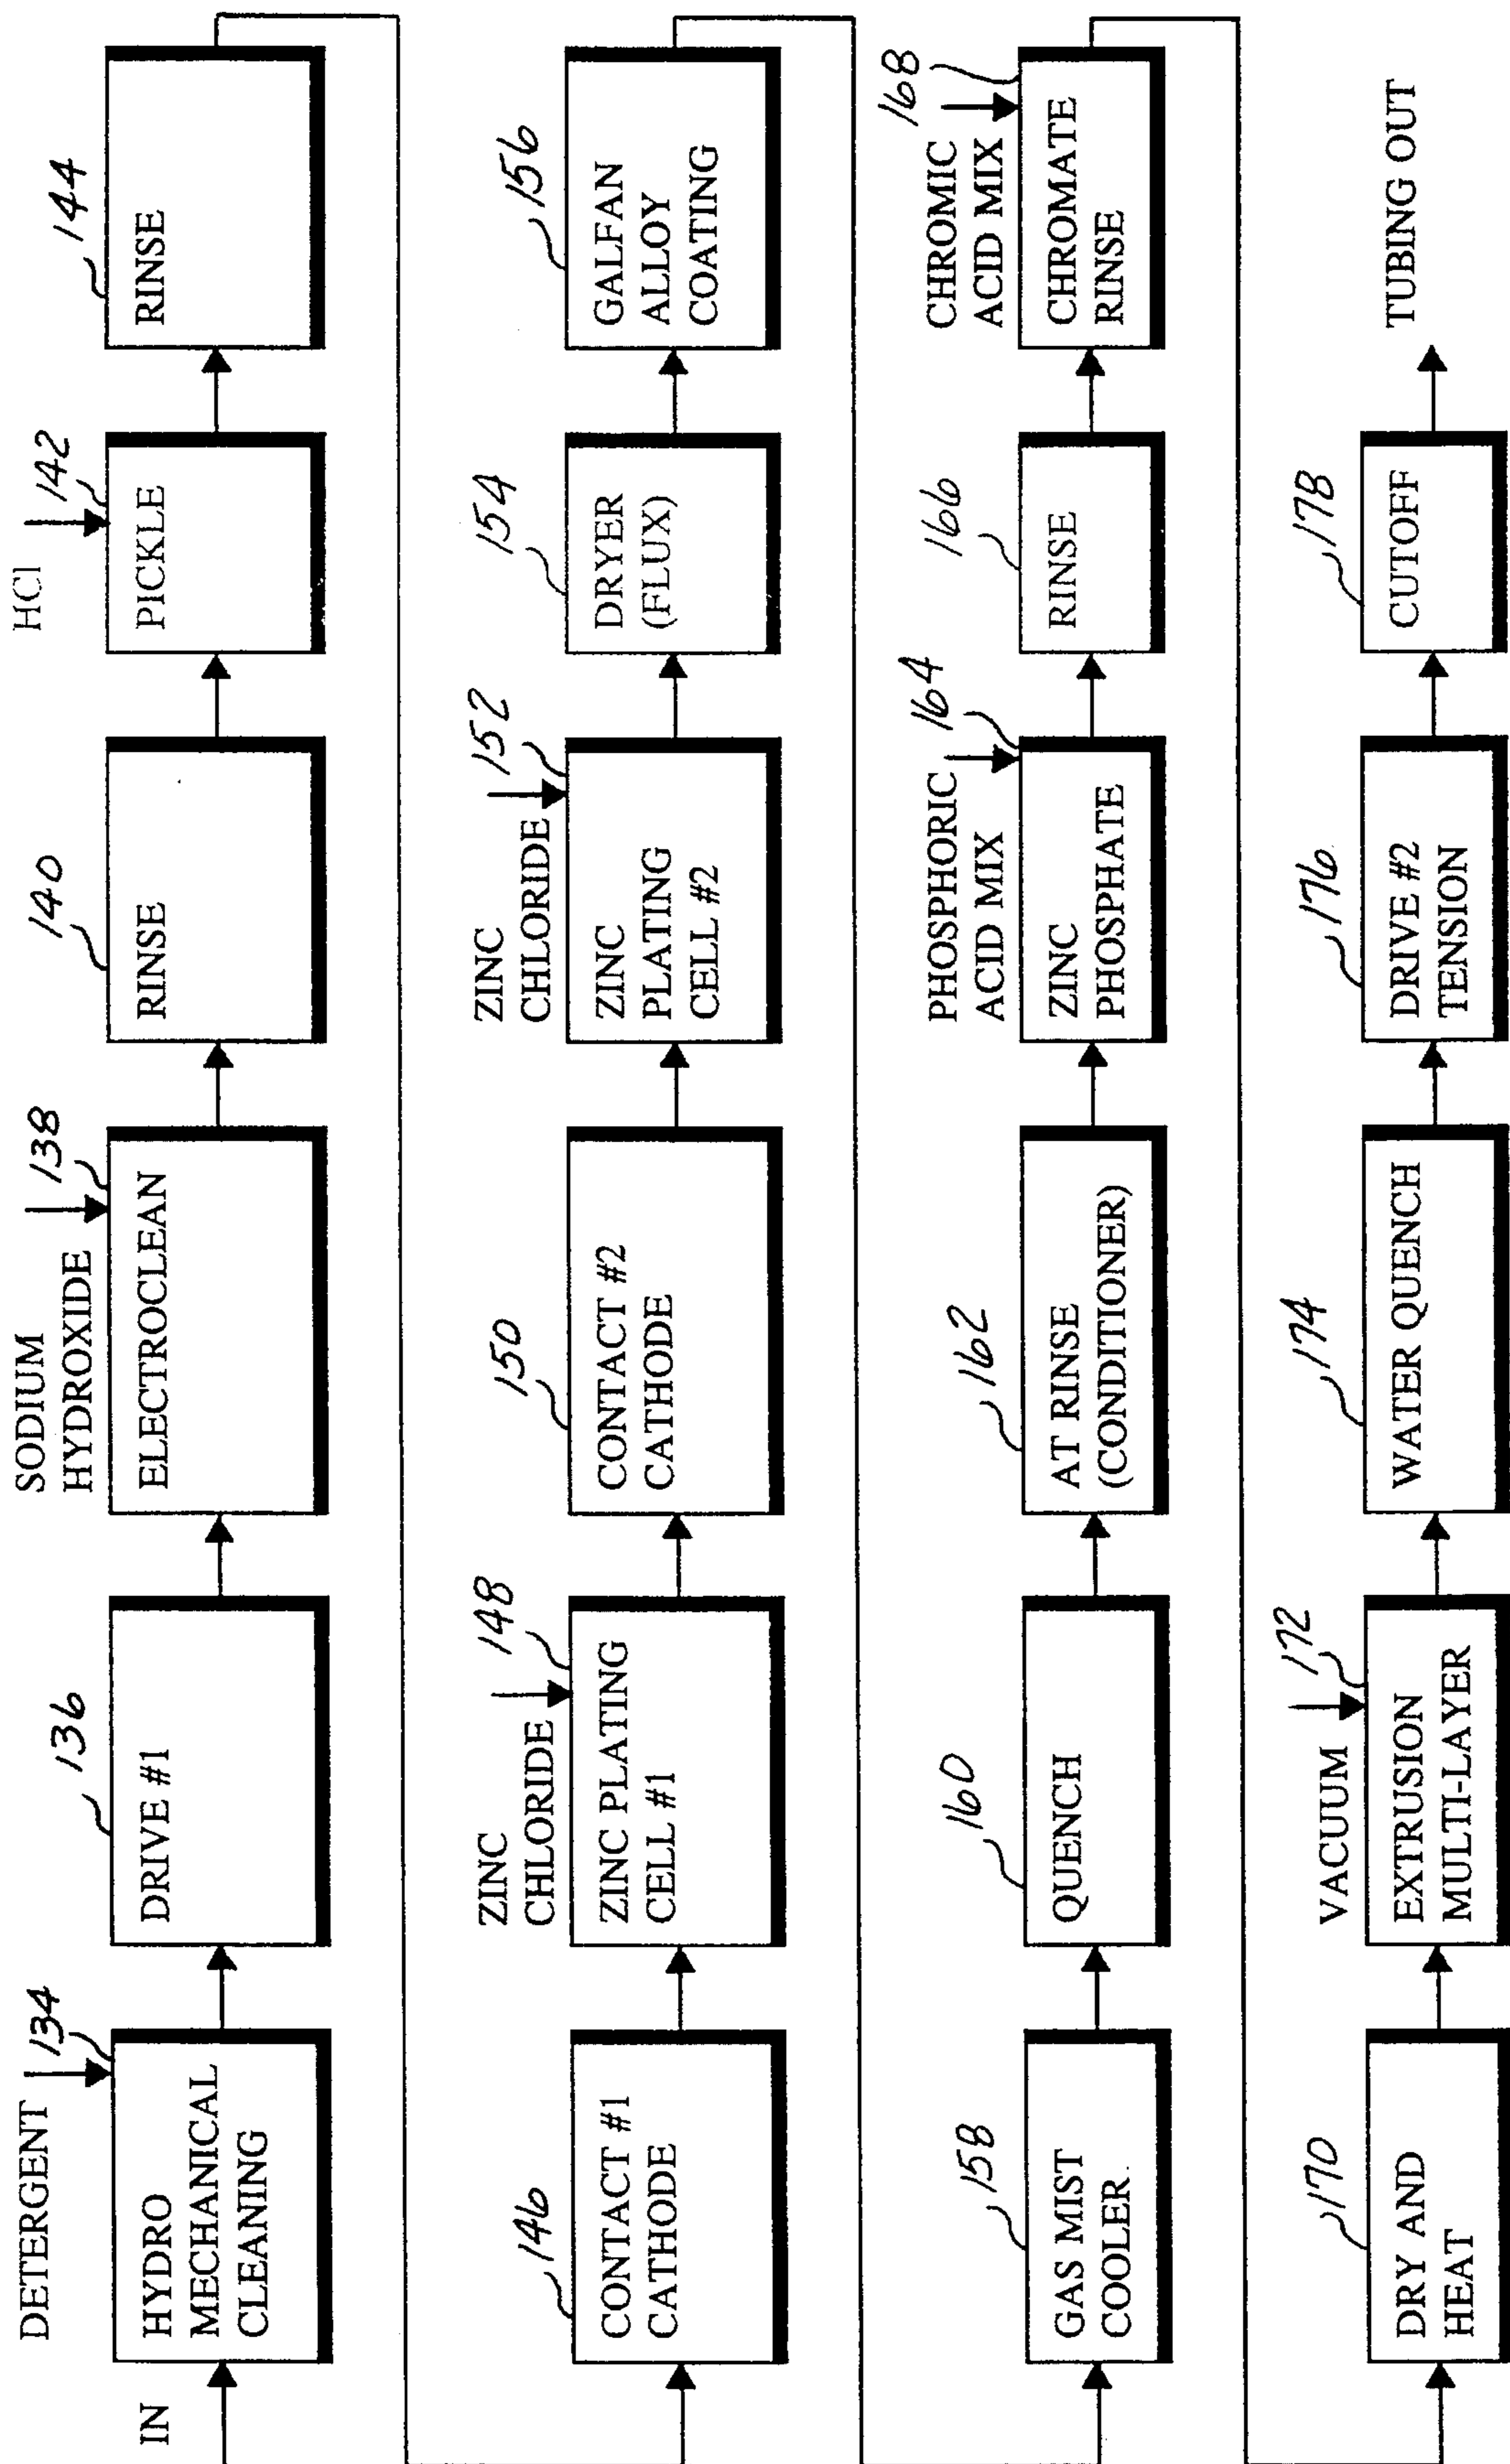 DETERGENT
134
IN
HYDRO
MECHANICAL
CLEANING
136
DRIVE #1
SODIUM
HYDROXIDE
138
ELECTROCLEAN
140
RINSE
HCl
142
PICKLE
144
RINSE
146
CONTACT #1
CATHODE
ZINC
CHLORIDE
148
ZINC PLATING
CELL #1
150
CONTACT #2
CATHODE
ZINC
CHLORIDE
152
ZINC
PLATING
CELL #2
154
DRYER
(FLUX)
156
GALFAN
ALLOY
COATING
158
GAS MIST
COOLER
160
QUENCH
162
AT RINSE
(CONDITIONER)
PHOSPHORIC
ACID MIX
164
ZINC
PHOSPHATE
166
RINSE
CHROMIC
ACID MIX
168
CHROMATE
RINSE
170
DRY AND
HEAT
VACUUM
172
EXTRUSION
MULTI-LAYER
174
WATER QUENCH
176
DRIVE #2
TENSION
178
CUTOFF
TUBING OUT